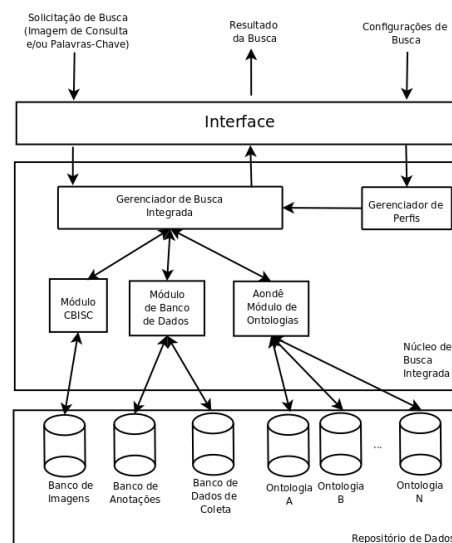 Solicitação de Busca
(Imagem de Consulta
e/ou Palavras-Chave)
Resultado
da Busca
Configurações de
Busca
Interface
Gerenciador de Busca
Integrada
Gerenciador
de Perfis
Módulo
CBISC
Módulo
de Banco
de Dados
Aondê
Módulo de
Ontologias
Núcleo de
Busca
Integrada
Banco de
Imagens
Banco de
Anotações
Banco de
Dados de
Coleta
Ontologia
A
Ontologia
B
...
Ontologia
N
Repositório de Dados